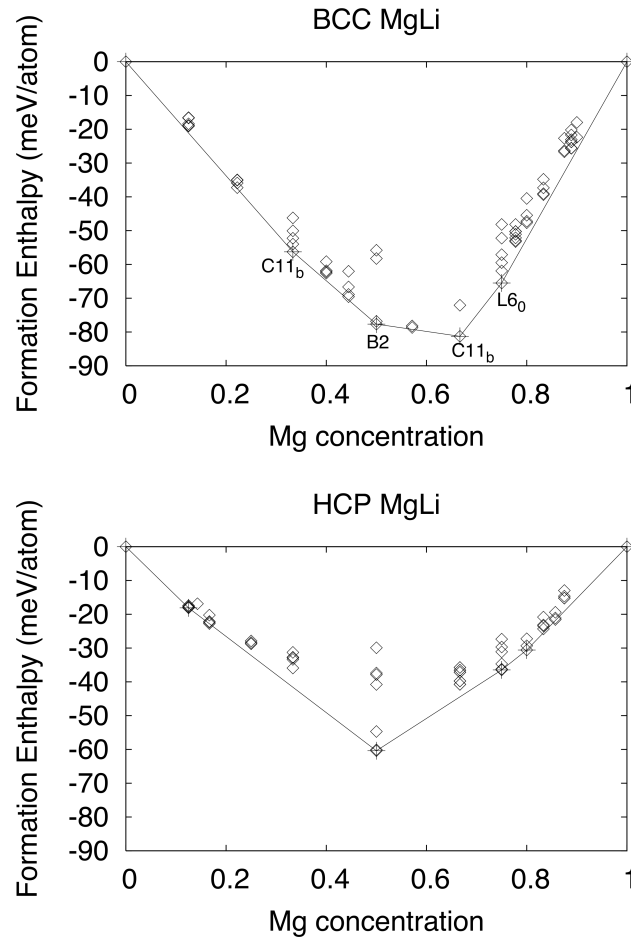 BCC MgLi
Formation Enthalpy (meV/atom)
0
-10
-20
-30
-40
-50
-60
-70
-80
-90
C11b
B2
C11b
L60
0 0.2 0.4 0.6 0.8 1
Mg concentration
HCP MgLi
Formation Enthalpy (meV/atom)
0
-10
-20
-30
-40
-50
-60
-70
-80
-90
0 0.2 0.4 0.6 0.8 1
Mg concentration